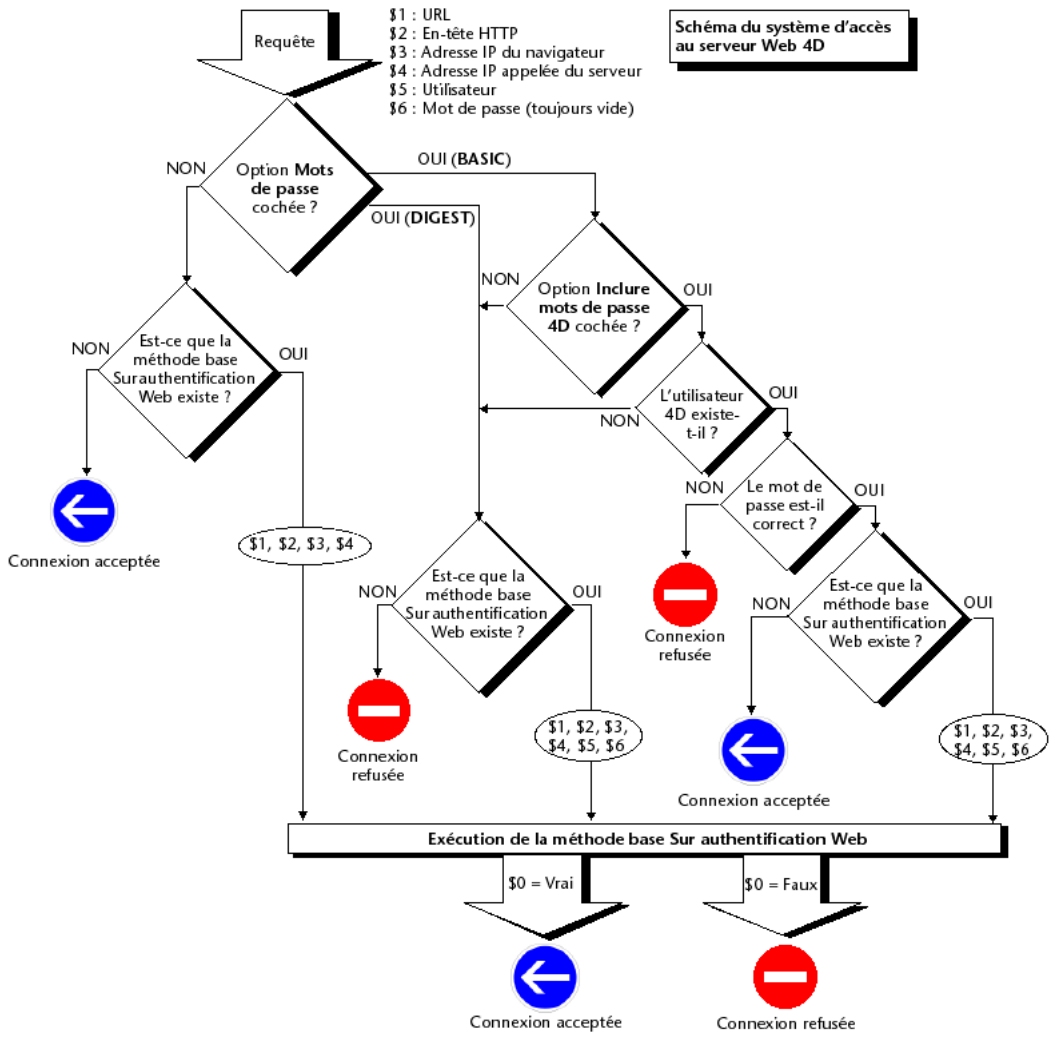 Requête
$1 : URL
$2 : En-tête HTTP
$3 : Adresse IP du navigateur
$4 : Adresse IP appelée du serveur
$5 : Utilisateur
$6 : Mot de passe (toujours vide)
Schéma du système d'accès
au serveur Web 4D
NON
Option Mots
de passe
cochée ?
OUI (BASIC)
OUI (DIGEST)
NON
Option Inclure
mots de passe
4D cochée ?
OUI
NON
Est-ce que la
méthode base
Sur authentification
Web existe ?
OUI
L'utilisateur
4D existe-
t-il ?
OUI
NON
NON
Le mot de
passe est-il
correct ?
OUI
Connexion acceptée
$1, $2, $3, $4
NON
Est-ce que la
méthode base
Sur authentification
Web existe ?
OUI
Connexion
refusée
NON
Est-ce que la
méthode base
Sur authentification
Web existe ?
OUI
Connexion
refusée
$1, $2, $3,
$4, $5, $6
Connexion acceptée
$1, $2, $3,
$4, $5, $6
Exécution de la méthode base Sur authentification Web
$0 = Vrai
$0 = Faux
Connexion acceptée
Connexion refusée